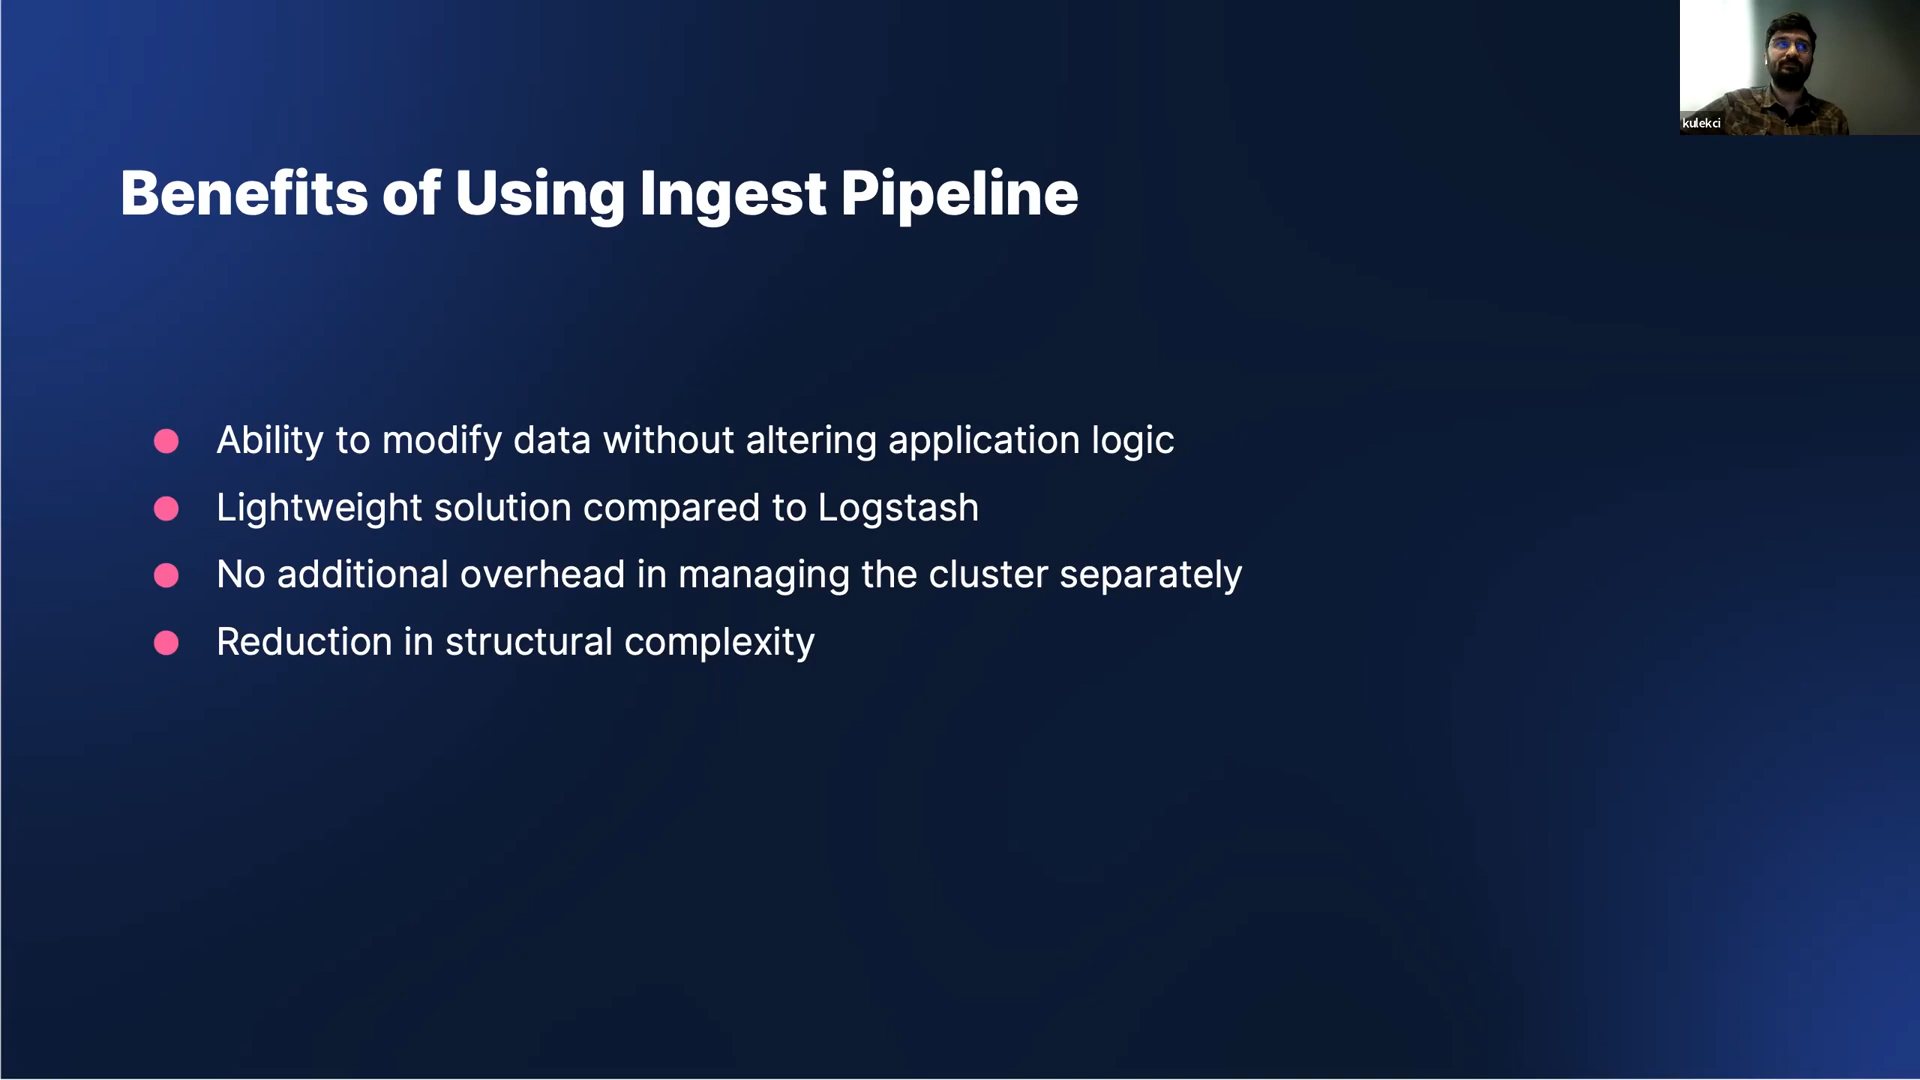 kulekci
Benefits of Using Ingest Pipeline
Ability to modify data without altering application logic
Lightweight solution compared to Logstash
No additional overhead in managing the cluster separately
Reduction in structural complexity